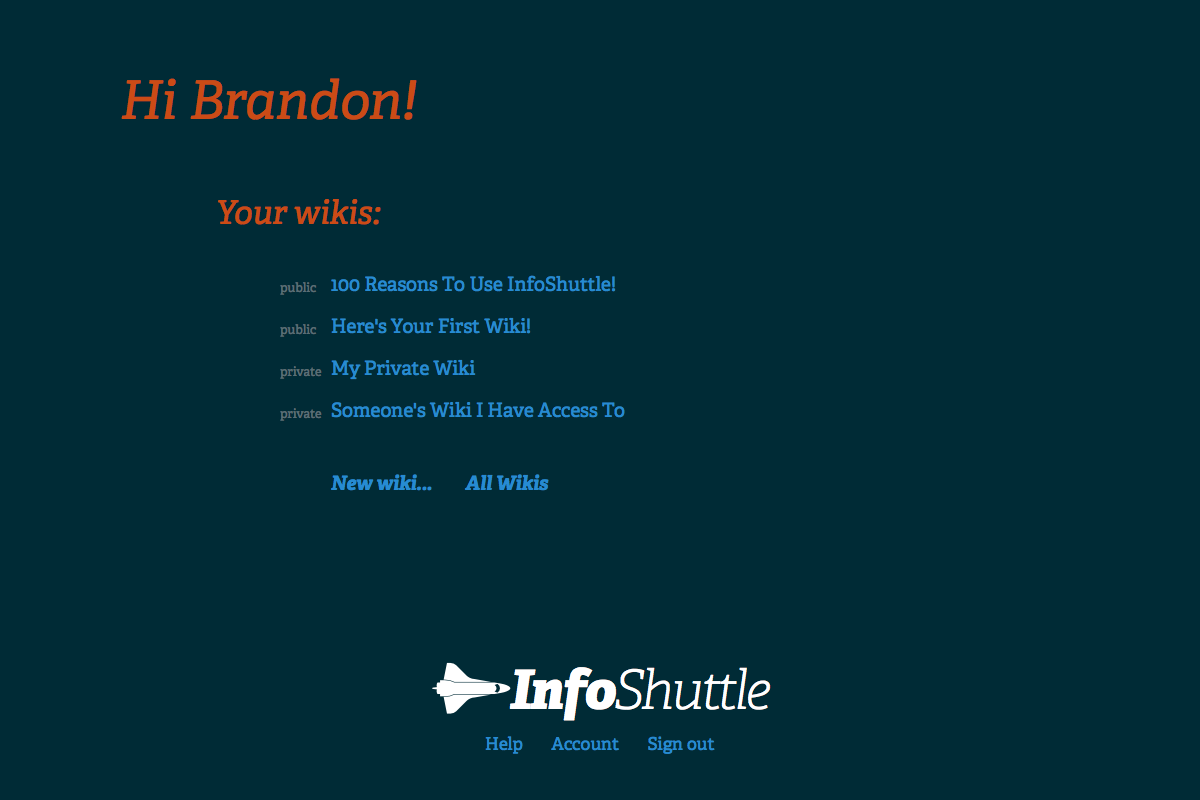 Hi Brandon!
Your wikis:
public 100 Reasons To Use InfoShuttle!
public Here's Your First Wiki!
private My Private Wiki
private Someone's Wiki I Have Access To
New wiki... All Wikis
InfoShuttle
Help Account Sign out